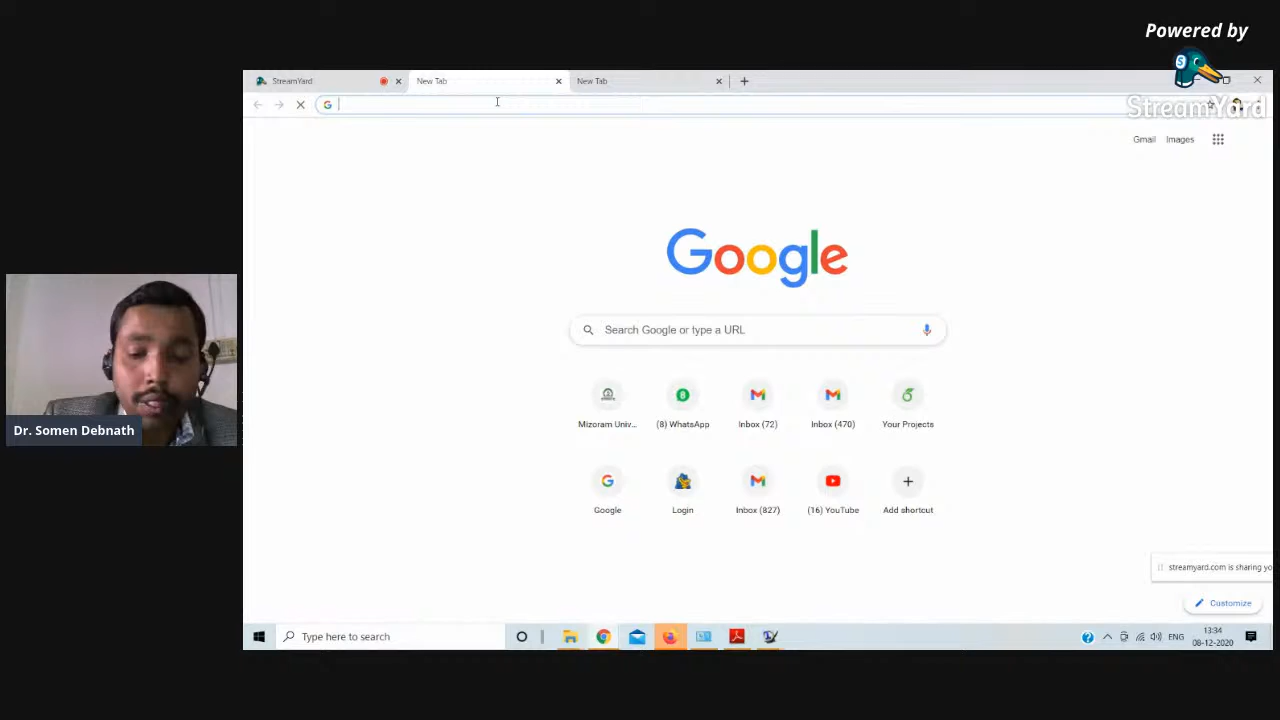 Powered by
StreamYard
StreamYard
New Tab
New Tab
Gmail
Images
Google
Search Google or type a URL
Mizoram Univ...
(8) WhatsApp
Inbox (72)
Inbox (470)
Your Projects
Google
Login
Inbox (827)
(16) YouTube
Add shortcut
Dr. Somen Debnath
streamyard.com is sharing yo
Customize
Type here to search
ENG
13:34
08-12-2020